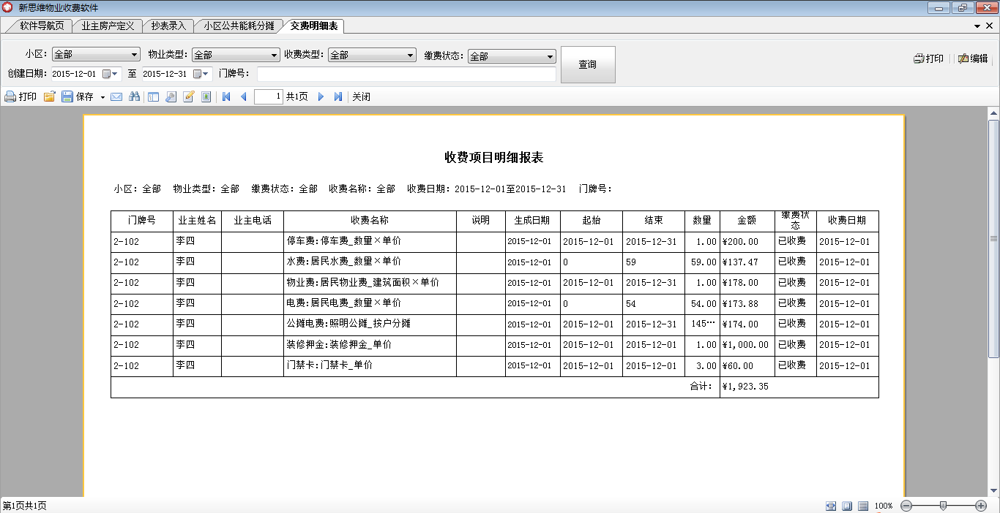 新思维物业收费软件
软件导航页 业主房产定义 抄表录入 小区公共能耗分摊 交费明细表
小区: 全部 物业类型: 全部 收费类型: 全部 缴费状态: 全部 查询 打印 编辑
创建日期: 2015-12-01 至 2015-12-31 门牌号:
打印 保存 1 共1页 关闭
收费项目明细报表
小区: 全部 物业类型: 全部 缴费状态: 全部 收费名称: 全部 收费日期: 2015-12-01至2015-12-31 门牌号:
门牌号 业主姓名 业主电话 收费名称 说明 生成日期 起始 结束 数量 金额 缴费状态 收费日期
2-102 李四 停车费:停车费_数量×单价 2015-12-01 2015-12-01 2015-12-31 1.00 ¥200.00 已收费 2015-12-01
2-102 李四 水费:居民水费_数量×单价 2015-12-01 0 59 59.00 ¥137.47 已收费 2015-12-01
2-102 李四 物业费:居民物业费_建筑面积×单价 2015-12-01 2015-12-01 2015-12-31 1.00 ¥178.00 已收费 2015-12-01
2-102 李四 电费:居民电费_数量×单价 2015-12-01 0 54 54.00 ¥173.88 已收费 2015-12-01
2-102 李四 公摊电费:照明公摊_按户分摊 2015-12-01 2015-12-01 2015-12-31 145… ¥174.00 已收费 2015-12-01
2-102 李四 装修押金:装修押金_单价 2015-12-01 2015-12-01 2015-12-01 1.00 ¥1,000.00 已收费 2015-12-01
2-102 李四 门禁卡:门禁卡_单价 2015-12-01 2015-12-01 2015-12-01 3.00 ¥60.00 已收费 2015-12-01
合计: ¥1,923.35
第1页共1页 100%